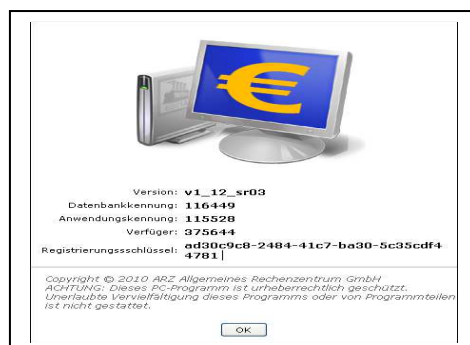 Version: v1_12_sr03
Datenbankkennung: 116449
Anwendungskennung: 115528
Verfüger: 375644
Registrierungssschlüssel: ad30c9c8-2484-41c7-ba30-5c35cdf4
4781
Copyright © 2010 ARZ Allgemeines Rechenzentrum GmbH
ACHTUNG: Dieses PC-Programm ist urheberrechtlich geschützt.
Unerlaubte Vervielfältigung dieses Programms oder von Programmteilen
ist nicht gestattet.
OK